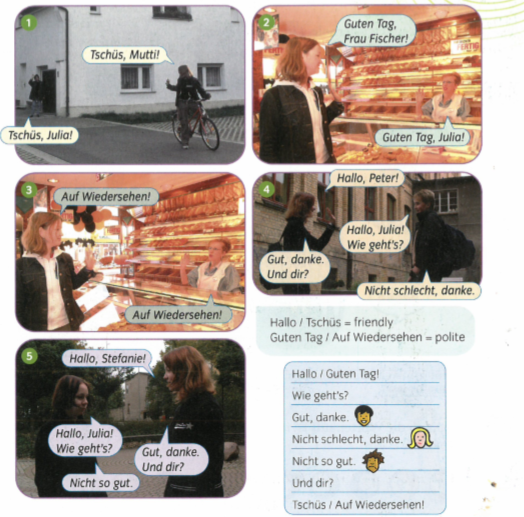 1
Tschüs, Mutti!
Tschüs, Julia!
2
Guten Tag,
Frau Fischer!
Guten Tag, Julia!
3
Auf Wiedersehen!
Auf Wiedersehen!
4
Hallo, Peter!
Hallo, Julia!
Wie geht's?
Gut, danke.
Und dir?
Nicht schlecht, danke.
Hallo / Tschüs = friendly
Guten Tag / Auf Wiedersehen = polite
5
Hallo, Stefanie!
Hallo, Julia!
Wie geht's?
Gut, danke.
Und dir?
Nicht so gut.
Hallo / Guten Tag!
Wie geht's?
Gut, danke.
Nicht schlecht, danke.
Nicht so gut.
Und dir?
Tschüs / Auf Wiedersehen!